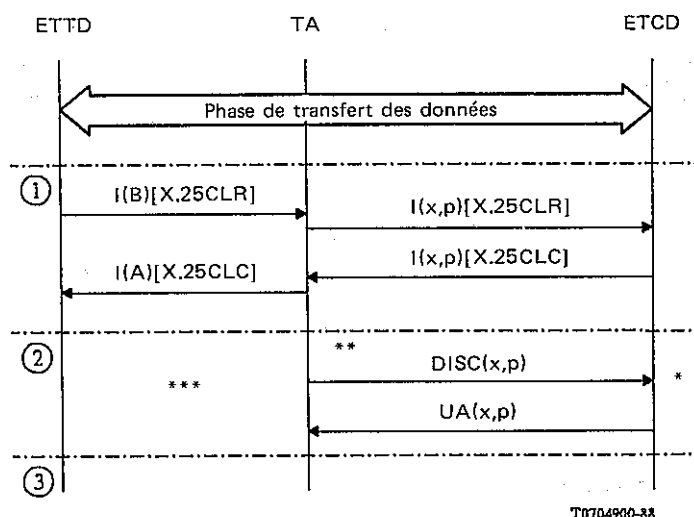 ETTD TA ETCD
Phase de transfert des données
1
I(B)[X.25CLR]
I(x,p)[X.25CLR]
I(x,p)[X.25CLC]
I(A)[X.25CLC]
2
**
DISC(x,p)
*** *
UA(x,p)
3
T0704900-88